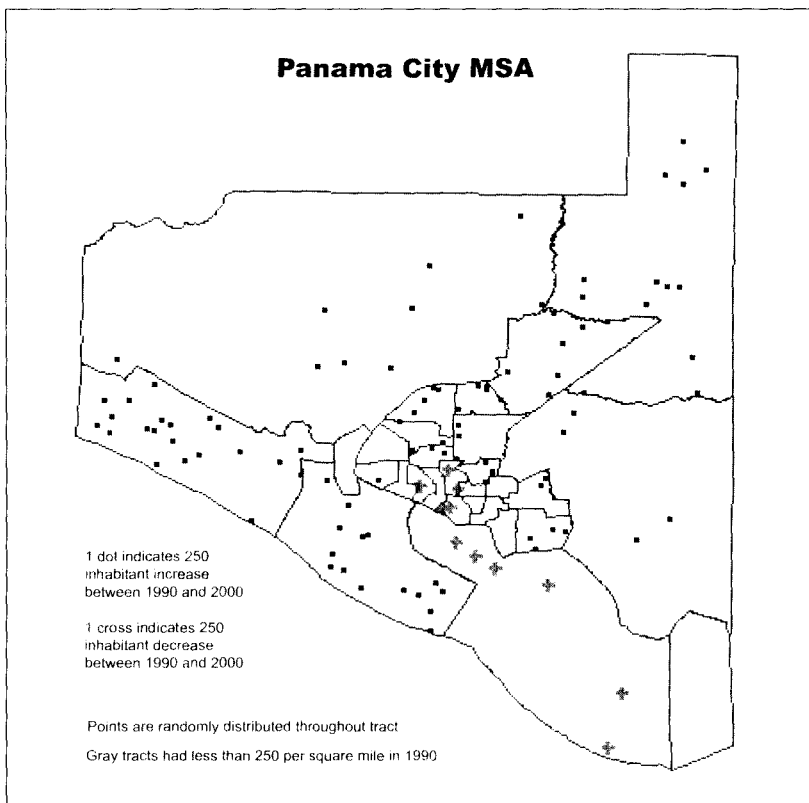 Panama City MSA
1 dot indicates 250
inhabitant increase
between 1990 and 2000
1 cross indicates 250
inhabitant decrease
between 1990 and 2000
Points are randomly distributed throughout tract
Gray tracts had less than 250 per square mile in 1990